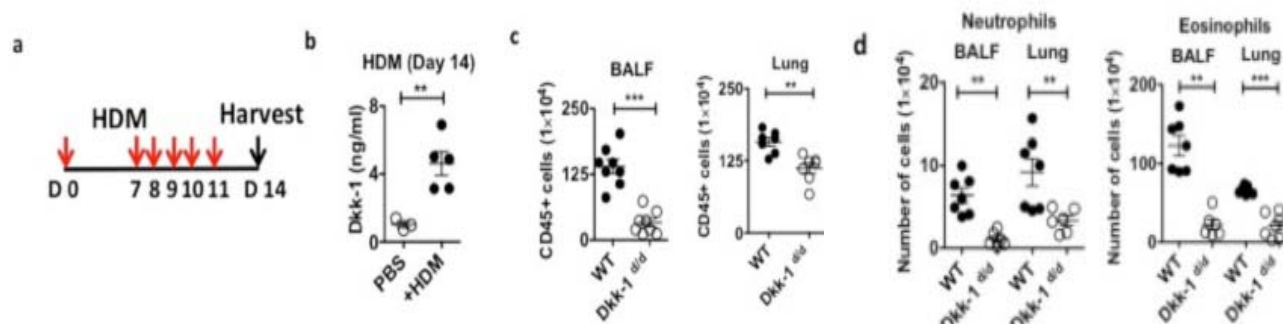 a
HDM
Harvest
D 0
7 8 9 10 11
D 14
b
HDM (Day 14)
**
Dkk-1 (ng/ml)
8
4
0
PBS
+HDM
c
BALF
***
CD45+ cells (1×10⁴)
250
125
0
WT
Dkk-1 d/d
Lung
**
CD45+ cells (1×10⁴)
250
125
0
WT
Dkk-1 d/d
d
Neutrophils
BALF Lung
** **
Number of cells (1×10⁴)
20
10
0
WT
Dkk-1 d/d
WT
Dkk-1 d/d
Eosinophils
BALF Lung
** ***
Number of cells (1×10⁴)
200
100
0
WT
Dkk-1 d/d
WT
Dkk-1 d/d